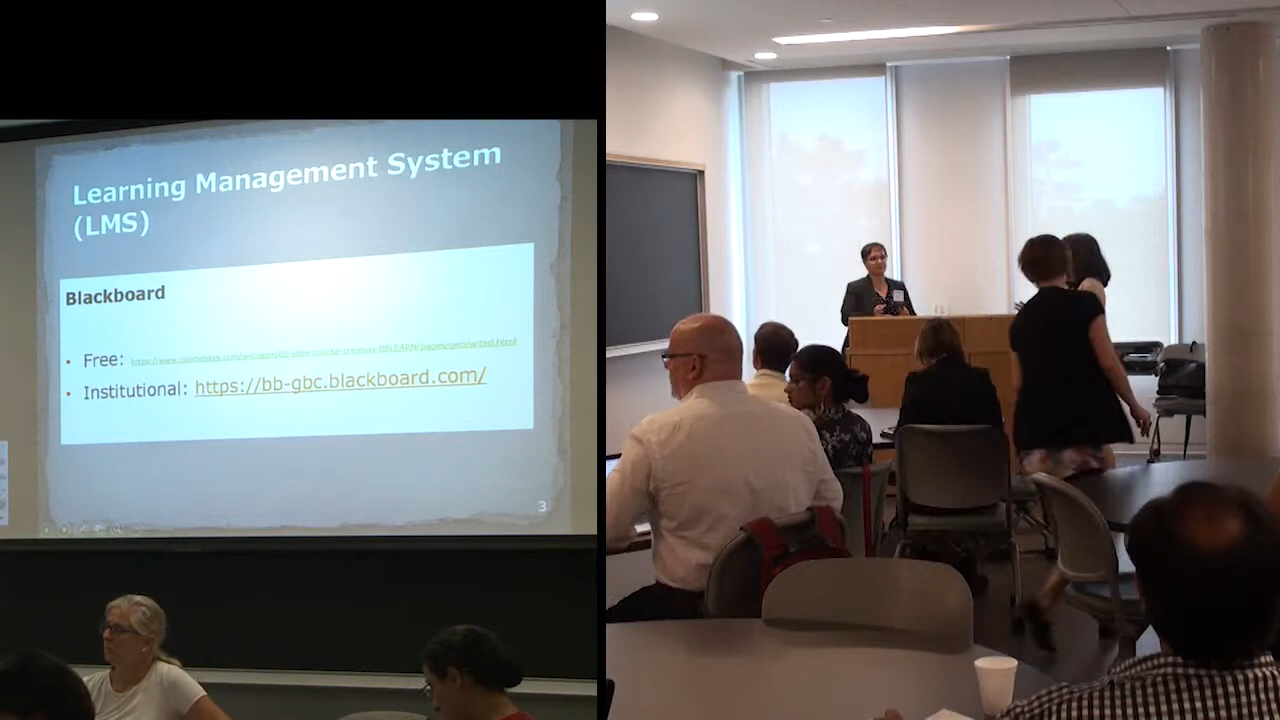 Learning Management System
(LMS)
Blackboard
• Free:
• Institutional: https://bb-gbc.blackboard.com/
3